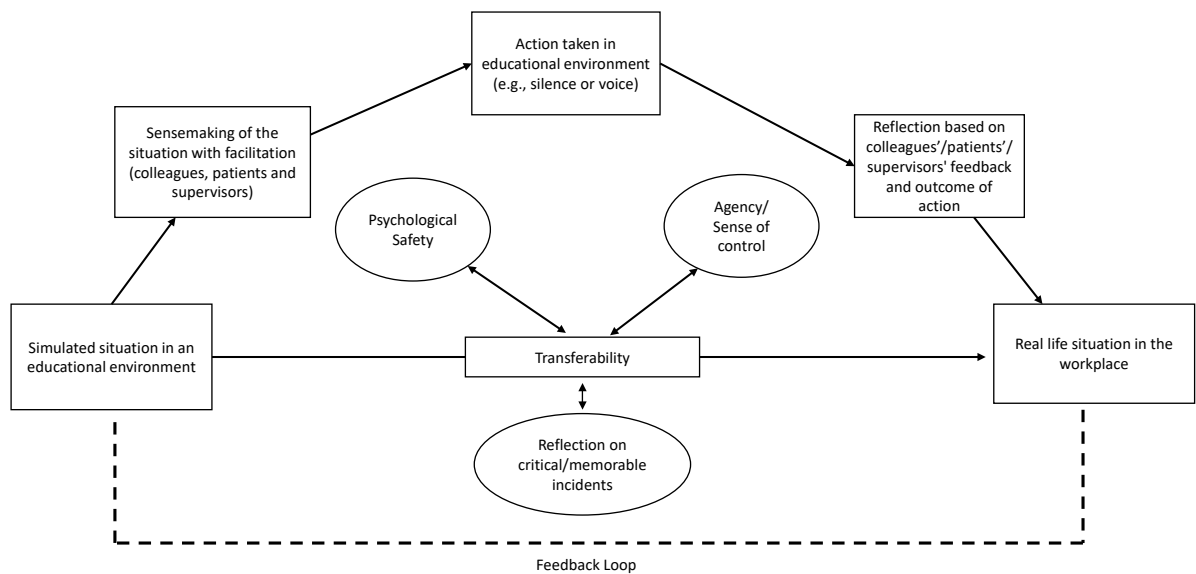 Action taken in
educational environment
(e.g., silence or voice)
Sensemaking of the
situation with facilitation
(colleagues, patients and
supervisors)
Reflection based on
colleagues’/patients’/
supervisors' feedback
and outcome of
action
Psychological
Safety
Agency/
Sense of
control
Simulated situation in an
educational environment
Transferability
Real life situation in the
workplace
Reflection on
critical/memorable
incidents
Feedback Loop